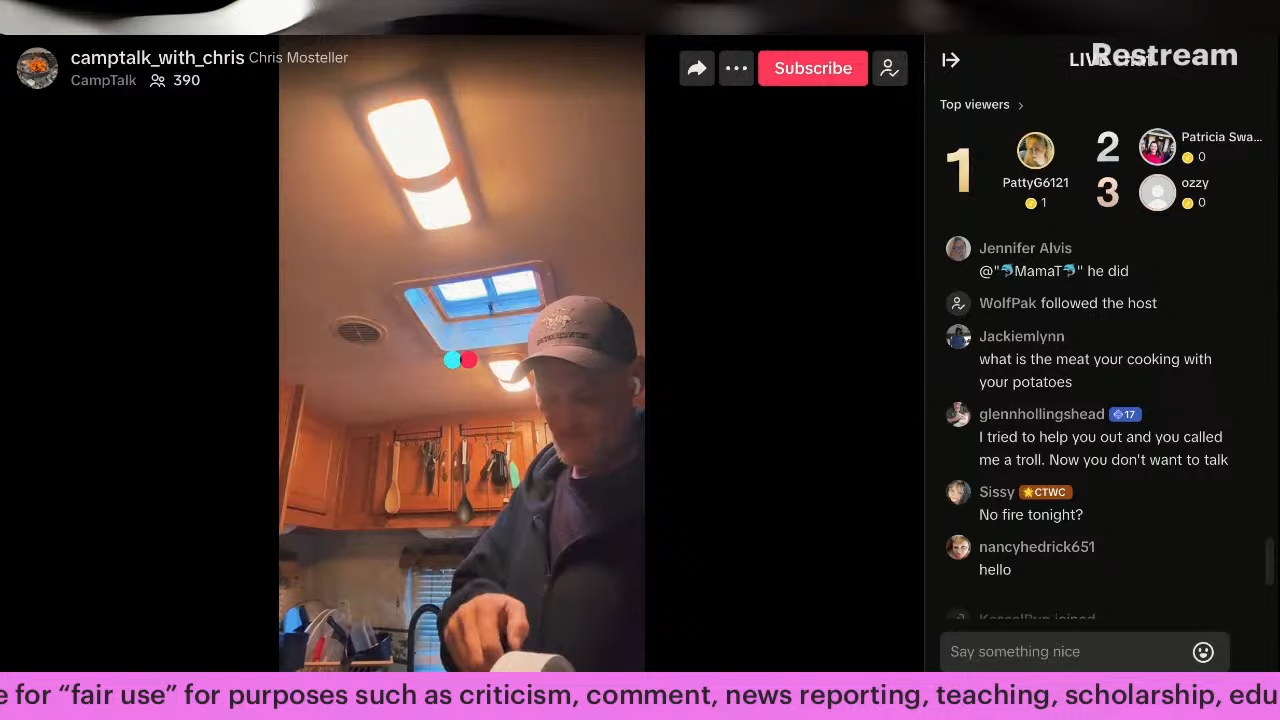 camptalk_with_chris Chris Mosteller
CampTalk 390
Subscribe
LIVE
Restream
Top viewers
1
PattyG6121
1
2
Patricia Swa...
0
3
ozzy
0
Jennifer Alvis
@"🐬MamaT🐬" he did
WolfPak followed the host
Jackiemlynn
what is the meat your cooking with
your potatoes
glennhollingshead 17
I tried to help you out and you called
me a troll. Now you don't want to talk
Sissy CTWC
No fire tonight?
nancyhedrick651
hello
joined
Say something nice
e for “fair use” for purposes such as criticism, comment, news reporting, teaching, scholarship, edu